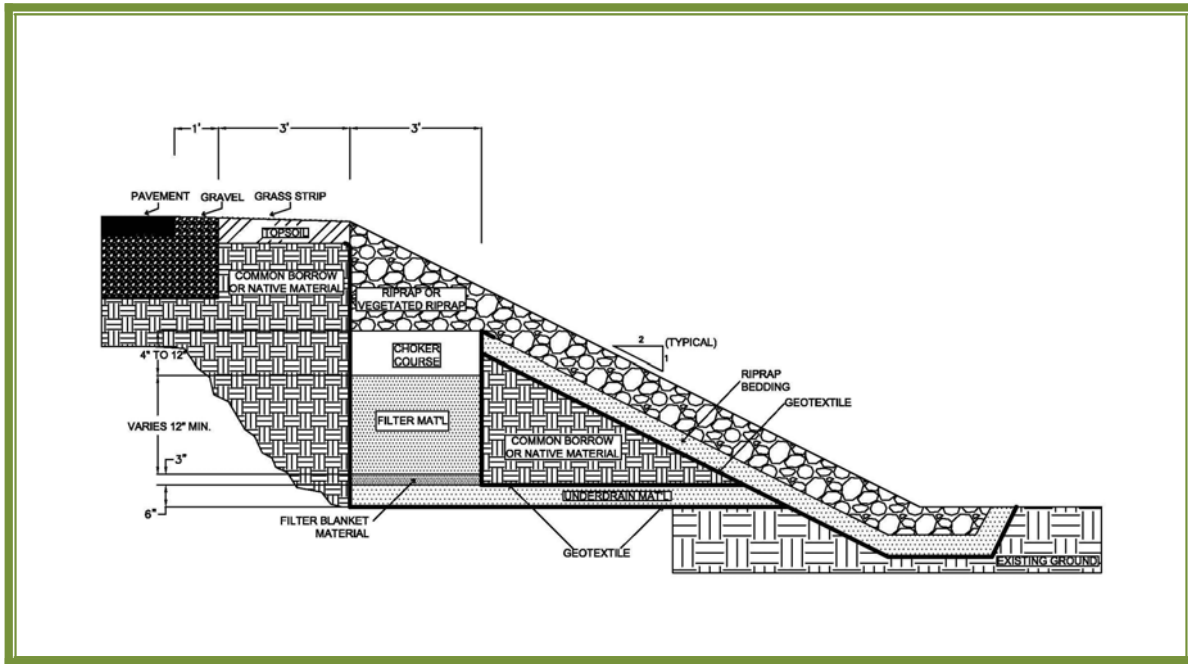 1'
3'
3'
PAVEMENT
GRAVEL
GRASS STRIP
TOPSOIL
COMMON BORROW
OR NATIVE MATERIAL
RIPRAP OR
VEGETATED RIPRAP
2
(TYPICAL)
1
4" TO 12"
CHOKER
COURSE
RIPRAP
BEDDING
GEOTEXTILE
VARIES 12" MIN.
FILTER MAT'L
COMMON BORROW
OR NATIVE MATERIAL
3"
UNDERDRAIN MAT'L
6"
FILTER BLANKET
MATERIAL
GEOTEXTILE
EXISTING GROUND